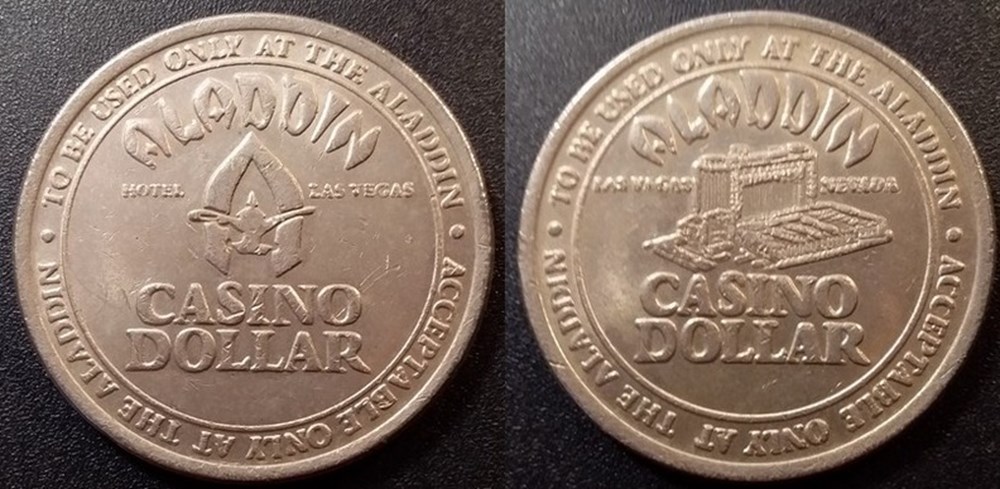 TO BE USED ONLY AT THE ALADDIN
ALADDIN
HOTEL LAS VEGAS
CASINO
DOLLAR
• ACCEPTABLE ONLY AT THE ALADDIN •
TO BE USED ONLY AT THE ALADDIN
ALADDIN
LAS VEGAS NEVADA
CASINO
DOLLAR
• ACCEPTABLE ONLY AT THE ALADDIN •